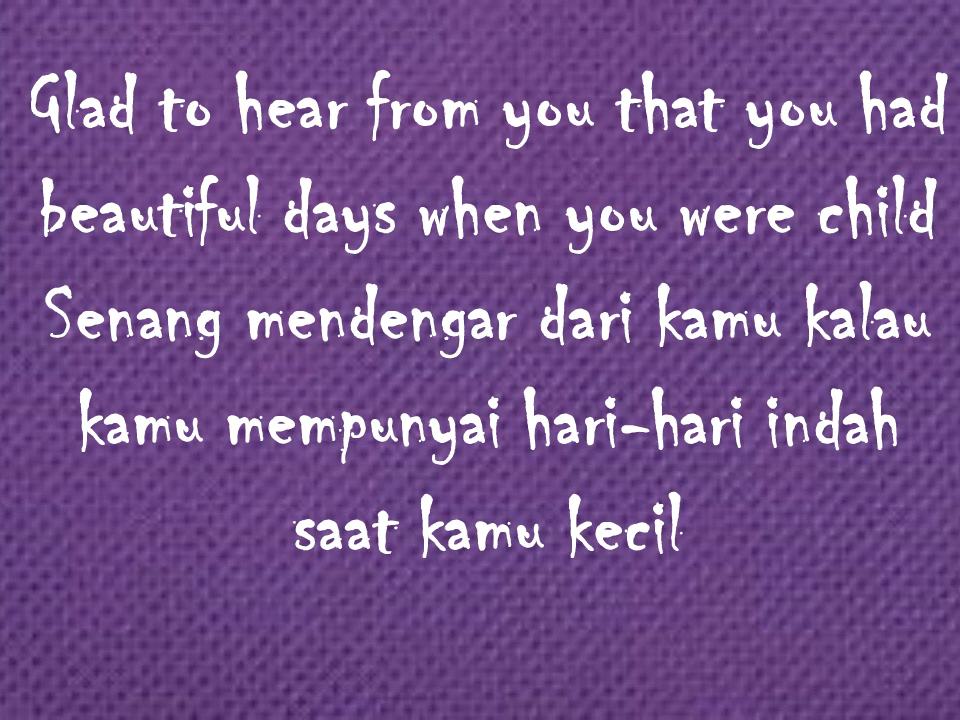 Glad to hear from you that you had
beautiful days when you were child
Senang mendengar dari kamu kalau
kamu mempunyai hari-hari indah
saat kamu kecil